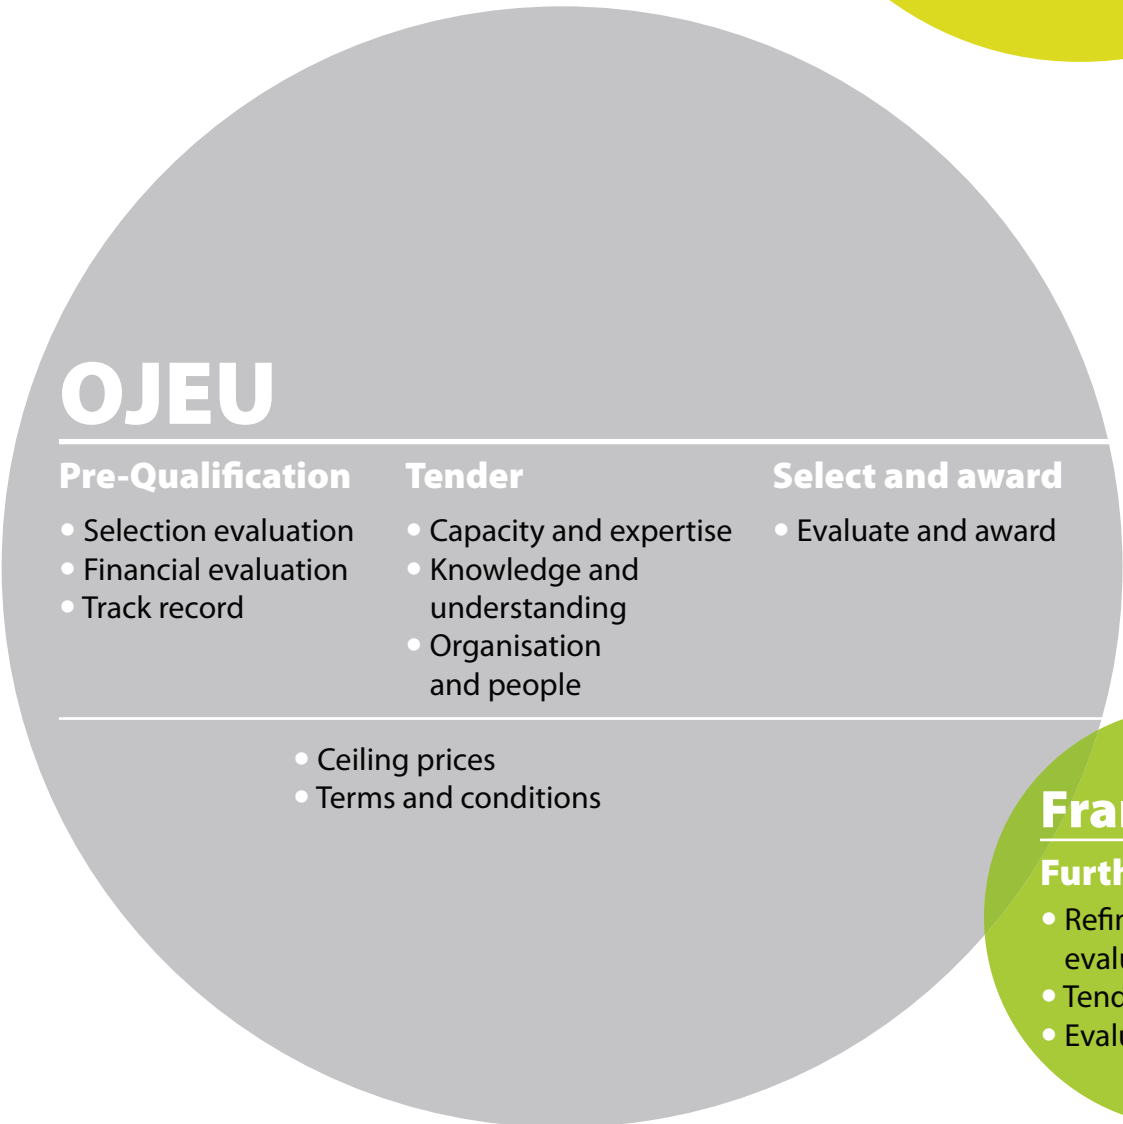 OJEU
Pre-Qualification
• Selection evaluation
• Financial evaluation
• Track record
Tender
• Capacity and expertise
• Knowledge and
understanding
• Organisation
and people
Select and award
• Evaluate and award
• Ceiling prices
• Terms and conditions